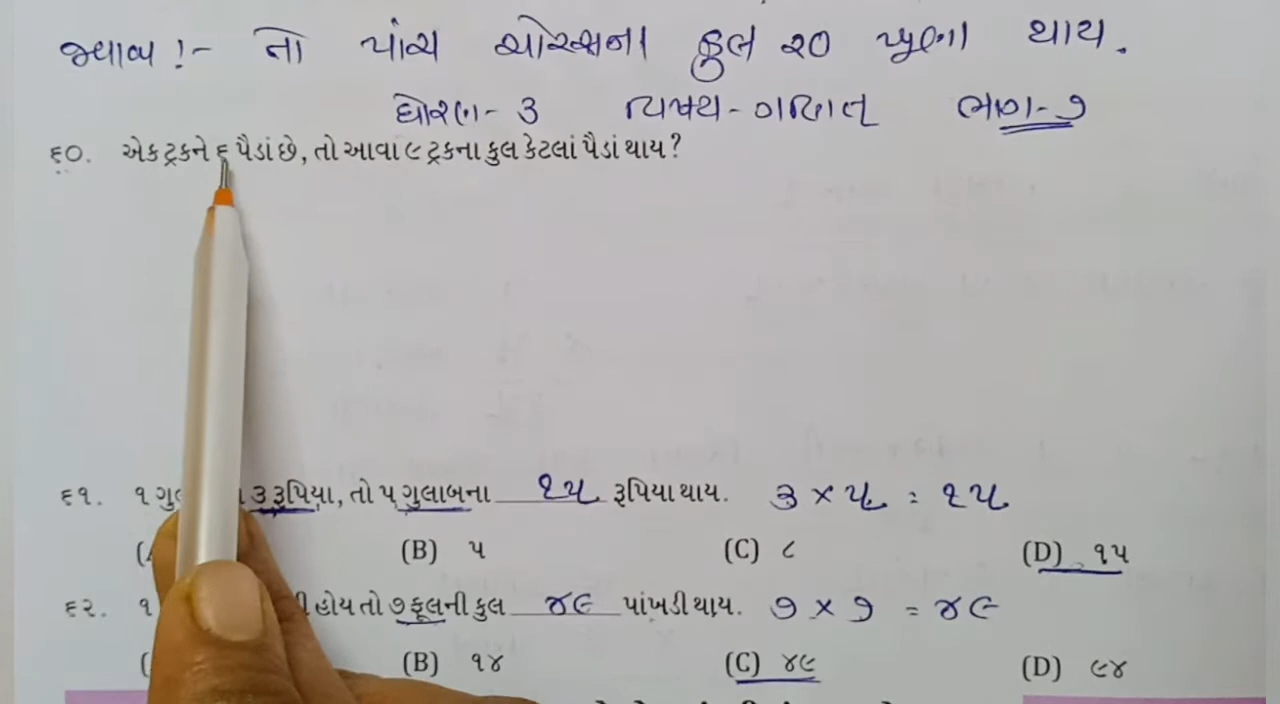 જવાબ :- તો પાંચ ચોરસના કુલ ૨૦ ખૂણા થાય.
ધોરણ - ૩ વિષય - ગણિત ભાગ - ૭
૬૦. એક ટ્રકને ૬ પૈડાં છે, તો આવા ૯ ટ્રકના કુલ કેટલાં પૈડાં થાય?
૬૧. ૧ ૩ રૂપિયા, તો ૫ ગુલાબના ૧૫ રૂપિયા થાય. ૩ × ૫ = ૧૫
(B) ૫ (C) ૮ (D) ૧૫
૬૨. ૧ હોય તો ૭ ફૂલની કુલ ૪૯ પાંખડી થાય. ૭ × ૭ = ૪૯
(B) ૧૪ (C) ૪૯ (D) ૯૪